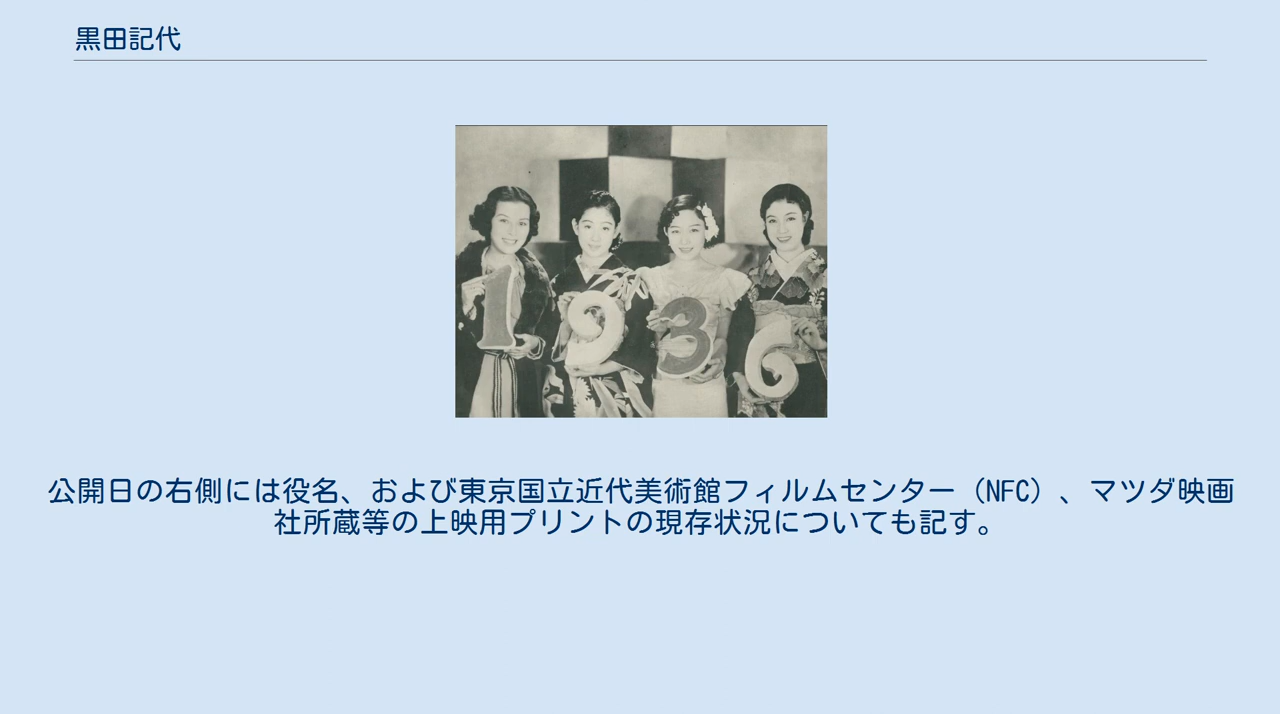 黒田記代
1936
公開日の右側には役名、および東京国立近代美術館フィルムセンター（NFC）、マツダ映画
社所蔵等の上映用プリントの現存状況についても記す。